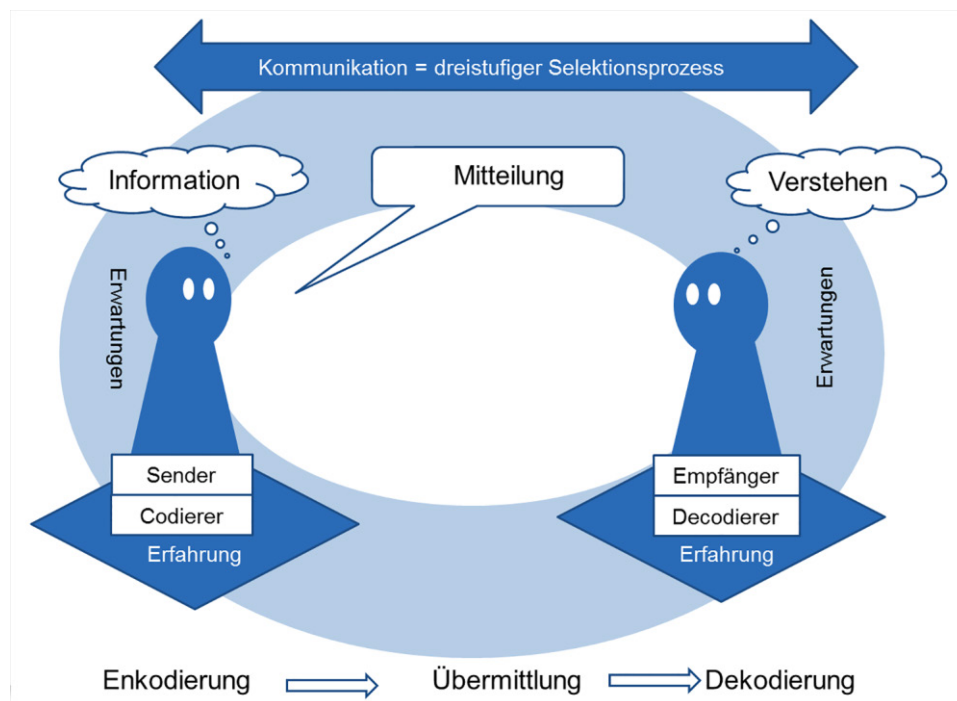 Kommunikation = dreistufiger Selektionsprozess
Information
Mitteilung
Verstehen
Erwartungen
Erwartungen
Sender
Codierer
Erfahrung
Empfänger
Decodierer
Erfahrung
Enkodierung
Übermittlung
Dekodierung